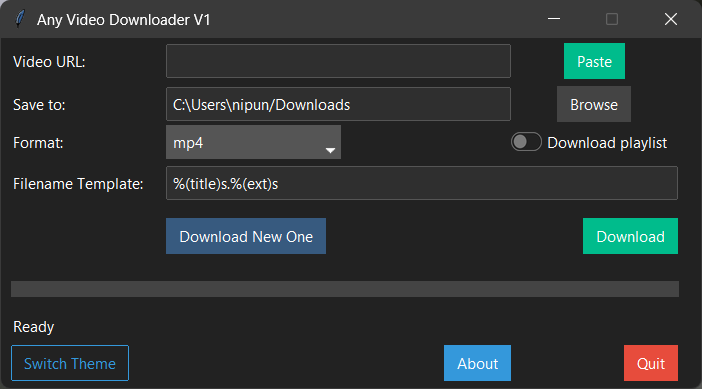 Any Video Downloader V1
Video URL: Paste
Save to: C:\Users\nipun/Downloads Browse
Format: mp4 Download playlist
Filename Template: %(title)s.%(ext)s
Download New One Download
Ready
Switch Theme About Quit